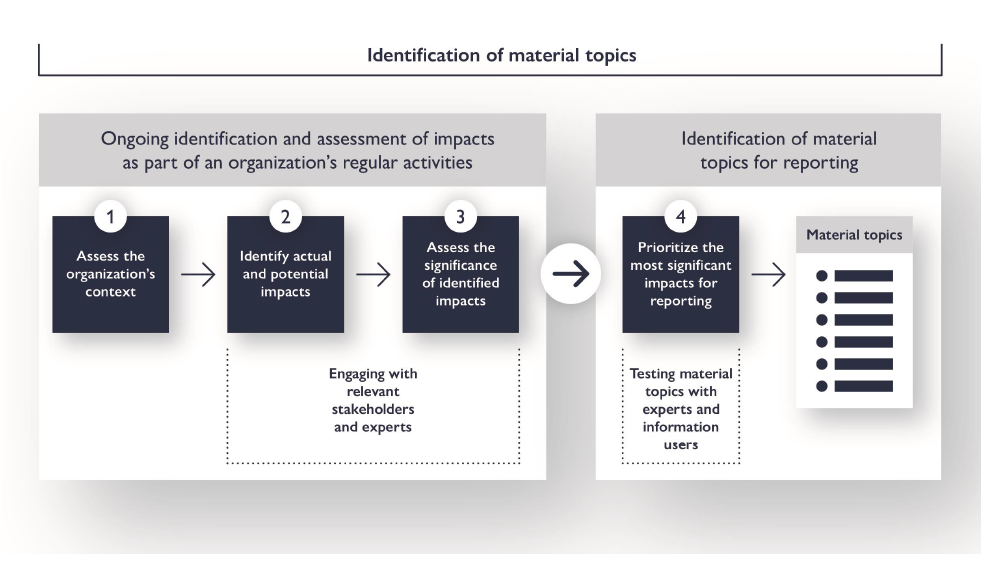 Identification of material topics
Ongoing identification and assessment of impacts
as part of an organization's regular activities
1
Assess the
organization's
context
2
Identify actual
and potential
impacts
3
Assess the
significance
of identified
impacts
Engaging with
relevant
stakeholders
and experts
Identification of material
topics for reporting
4
Prioritize the
most significant
impacts for
reporting
Testing material
topics with
experts and
information
users
Material topics